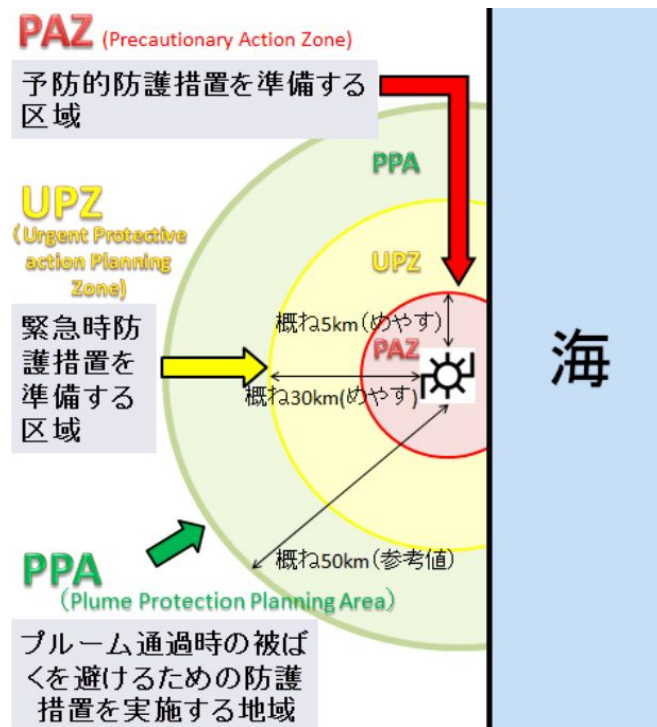 PAZ (Precautionary Action Zone)
予防的防護措置を準備する
区域
PPA
UPZ
(Urgent Protective
action Planning
Zone)
UPZ
緊急時防
護措置を
準備する
区域
概ね5km(めやす)
PAZ
概ね30km(めやす)
海
概ね50km(参考値)
PPA
(Plume Protection Planning Area)
プルーム通過時の被ば
くを避けるための防護
措置を実施する地域